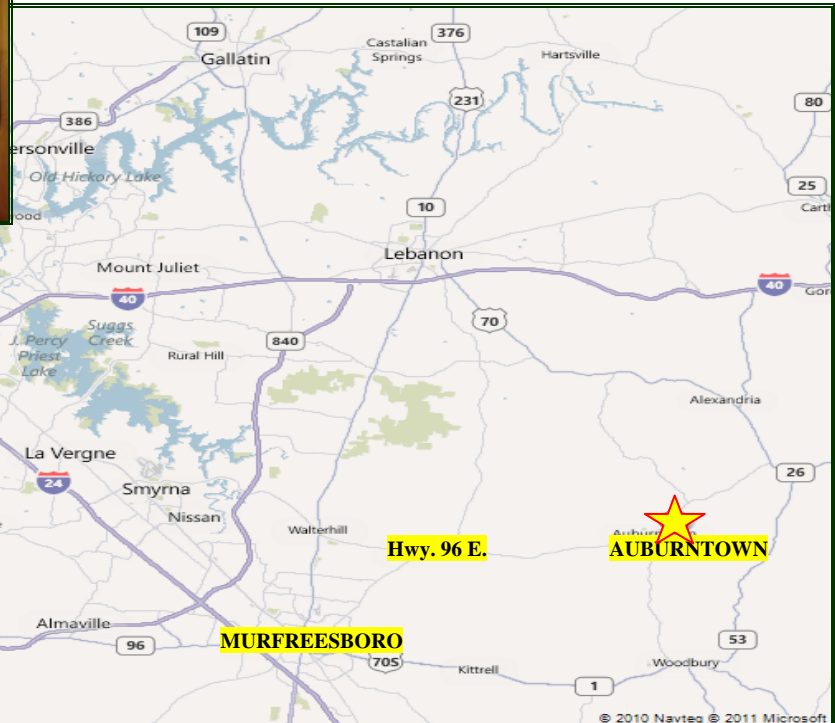 109
Gallatin
Castalian
Springs
376
Hartsville
231
80
386
ersonville
Old Hickory Lake
25
ood
10
Cart
Lebanon
Mount Juliet
40
40
Gor
Suggs
Creek
J. Percy
Priest
Lake
70
840
Rural Hill
Alexandria
La Vergne
24
26
Smyrna
Nissan
Walterhill
Hwy. 96 E.
AUBURNTOWN
Almaville
96
MURFREESBORO
70S
Kittrell
53
Woodbury
1
© 2010 Navteq © 2011 Microsoft